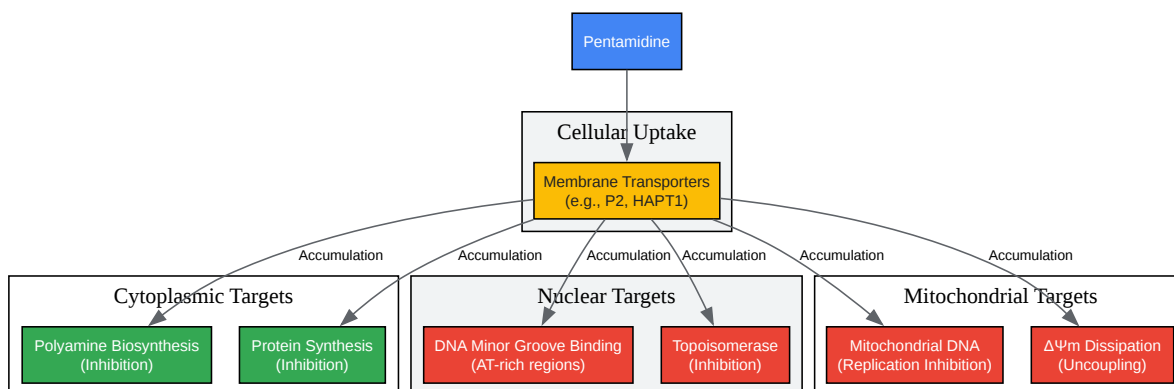 Pentamidine
Cellular Uptake
Membrane Transporters
(e.g., P2, HAPT1)
Accumulation
Accumulation
Accumulation
Accumulation
Accumulation
Accumulation
Cytoplasmic Targets
Polyamine Biosynthesis
(Inhibition)
Protein Synthesis
(Inhibition)
Nuclear Targets
DNA Minor Groove Binding
(AT-rich regions)
Topoisomerase
(Inhibition)
Mitochondrial Targets
Mitochondrial DNA
(Replication Inhibition)
ΔΨm Dissipation
(Uncoupling)